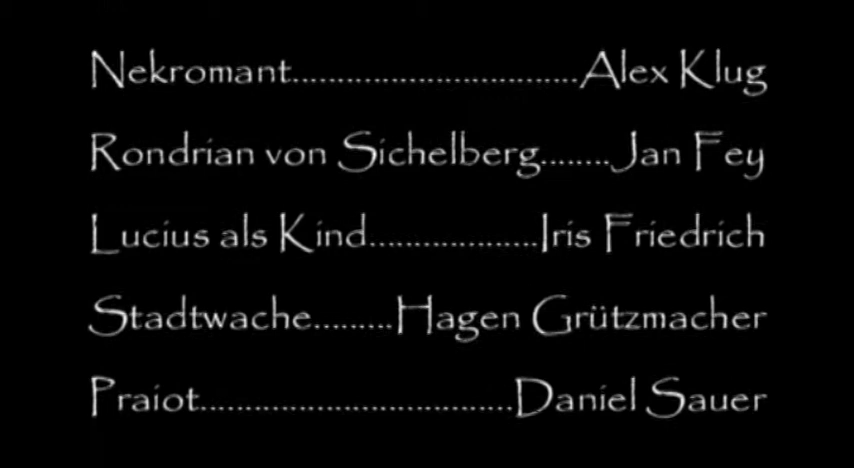 Nekromant................................Alex Klug
Rondrian von Sichelberg........Jan Fey
Lucius als Kind...................Iris Friedrich
Stadtwache.........Hagen Grützmacher
Praiot...................................Daniel Sauer